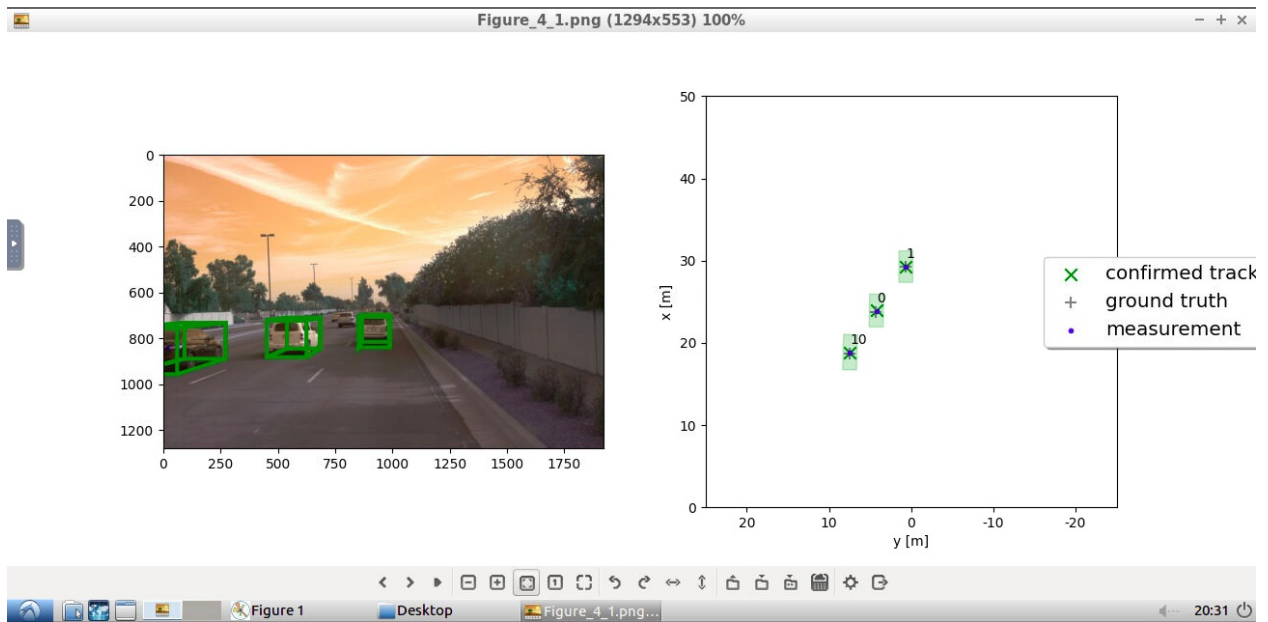 Figure_4_1.png (1294x553) 100%
0
200
400
600
800
1000
1200
0 250 500 750 1000 1250 1500 1750
50
40
30
20
10
0
x [m]
20 10 0 -10 -20
y [m]
1
0
10
confirmed track
ground truth
measurement
1
Figure 1
Desktop
Figure_4_1.png...
20:31